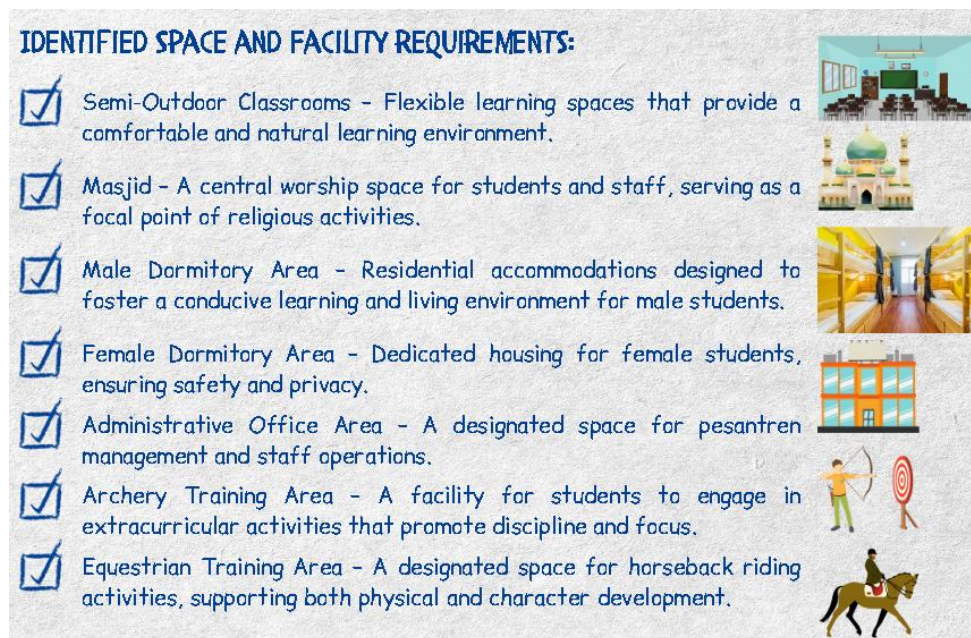 IDENTIFIED SPACE AND FACILITY REQUIREMENTS:
Semi-Outdoor Classrooms – Flexible learning spaces that provide a
comfortable and natural learning environment.
Masjid – A central worship space for students and staff, serving as a
focal point of religious activities.
Male Dormitory Area – Residential accommodations designed to
foster a conducive learning and living environment for male students.
Female Dormitory Area – Dedicated housing for female students,
ensuring safety and privacy.
Administrative Office Area – A designated space for pesantren
management and staff operations.
Archery Training Area – A facility for students to engage in
extracurricular activities that promote discipline and focus.
Equestrian Training Area – A designated space for horseback riding
activities, supporting both physical and character development.